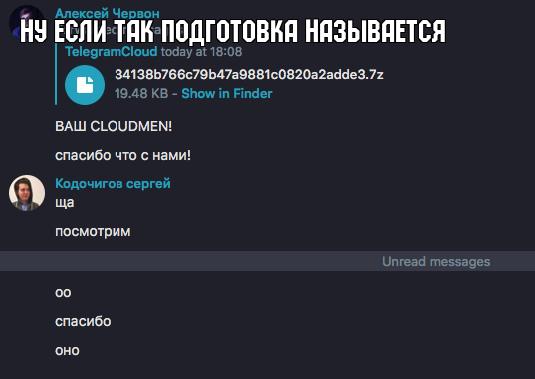 Алексей Червон
НУ ЕСЛИ ТАК ПОДГОТОВКА НАЗЫВАЕТСЯ
TelegramCloud today at 18:08
34138b766c79b47a9881c0820a2adde3.7z
19.48 KB - Show in Finder
ВАШ CLOUDMEN!
спасибо что с нами!
Кодочигов сергей
ща
посмотрим
Unread messages
оо
спасибо
оно